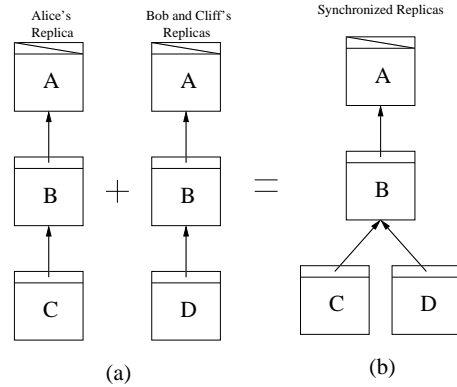 Alice's
Replica
Bob and Cliff's
Replicas
Synchronized Replicas
A
A
A
B
+
B
=
B
C
D
C
D
(a)
(b)